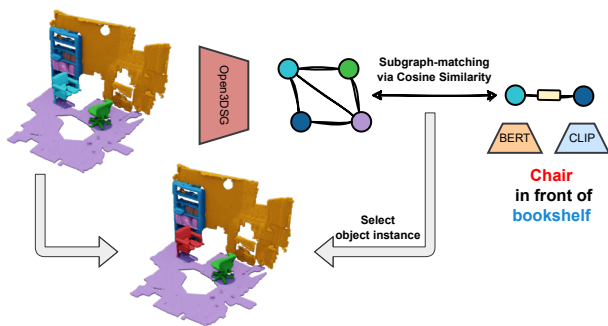 Open3DSG
Subgraph-matching
via Cosine Similarity
BERT
CLIP
Chair
in front of
bookshelf
Select
object instance